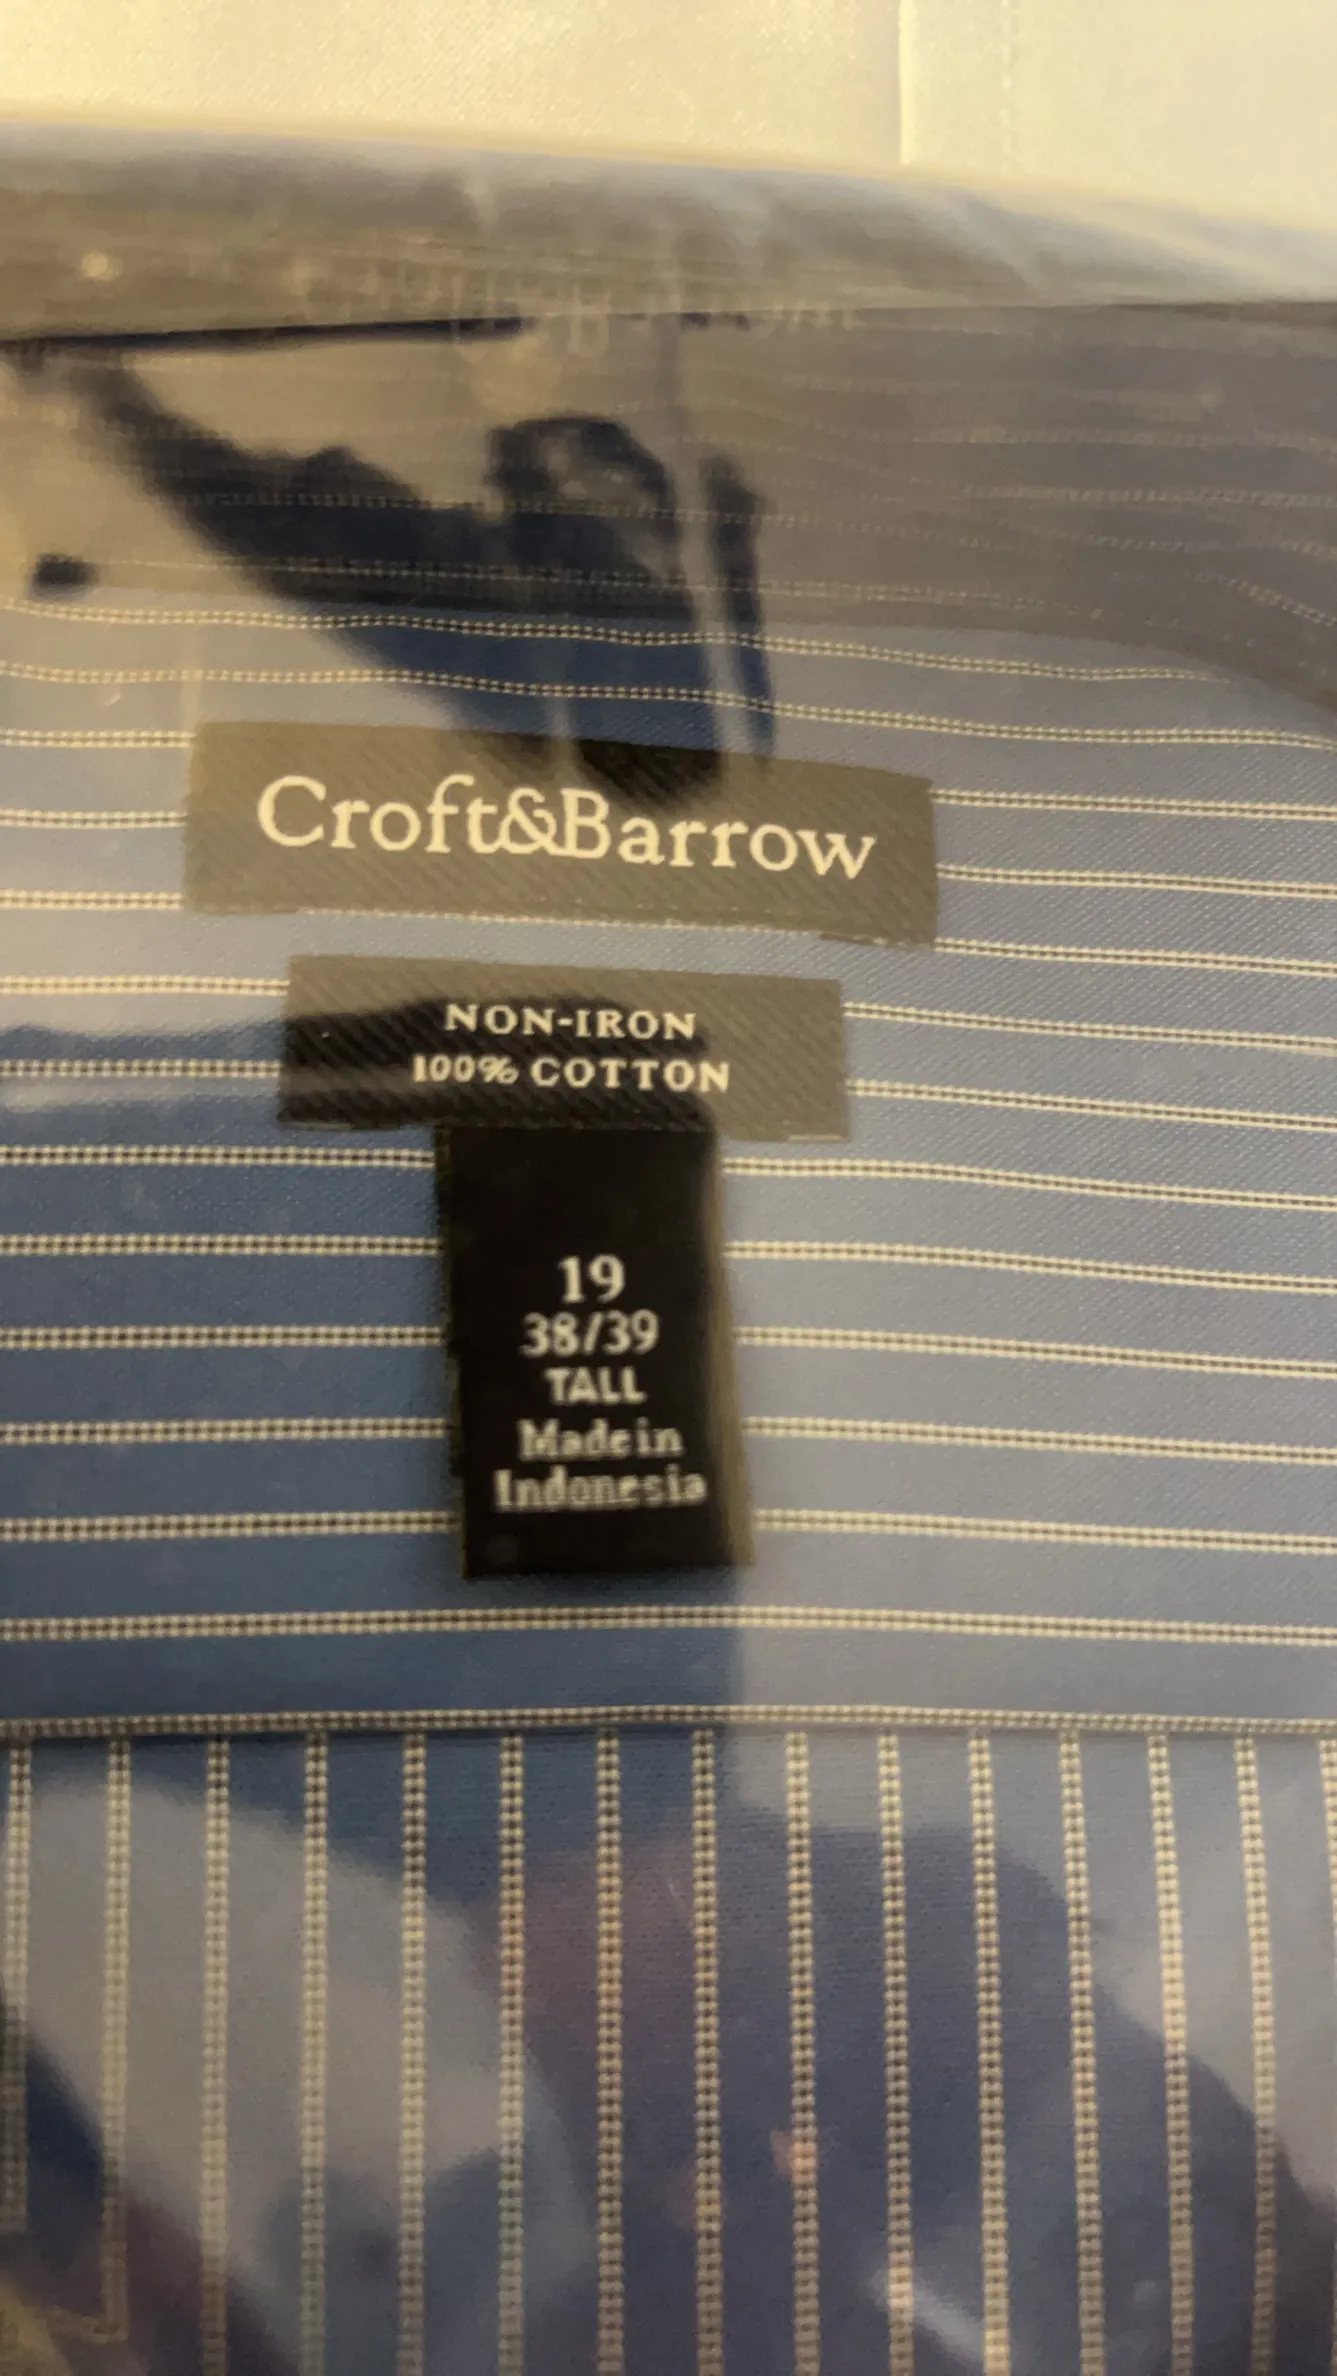 Croft&Barrow
NON-IRON
100% COTTON
19
38/39
TALL
Made in
Indonesia